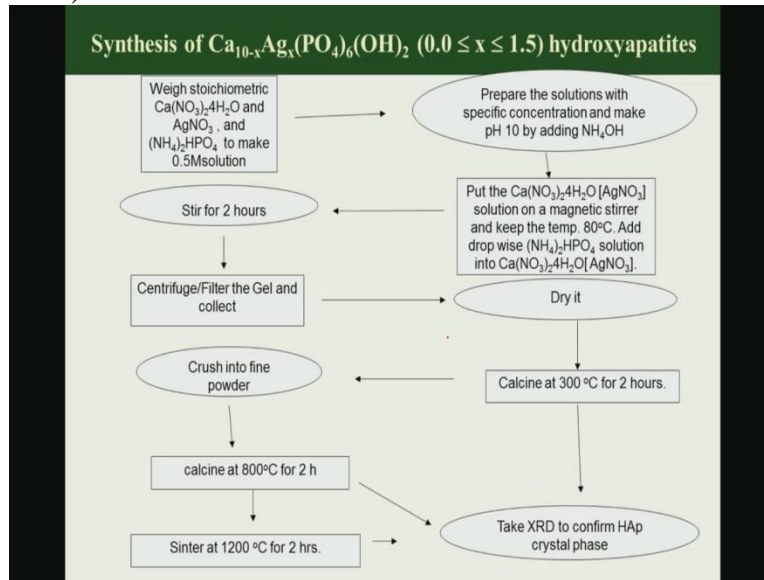 Synthesis of Ca₁₀₋ₓAgₓ(PO₄)₆(OH)₂ (0.0 ≤ x ≤ 1.5) hydroxyapatites
Weigh stoichiometric
Ca(NO₃)₂4H₂O and
AgNO₃ , and
(NH₄)₂HPO₄ to make
0.5Msolution
Prepare the solutions with
specific concentration and make
pH 10 by adding NH₄OH
Put the Ca(NO₃)₂4H₂O [AgNO₃]
solution on a magnetic stirrer
and keep the temp. 80°C. Add
drop wise (NH₄)₂HPO₄ solution
into Ca(NO₃)₂4H₂O[ AgNO₃].
Stir for 2 hours
Centrifuge/Filter the Gel and
collect
Dry it
Calcine at 300 °C for 2 hours.
Crush into fine
powder
calcine at 800°C for 2 h
Sinter at 1200 °C for 2 hrs.
Take XRD to confirm HAp
crystal phase